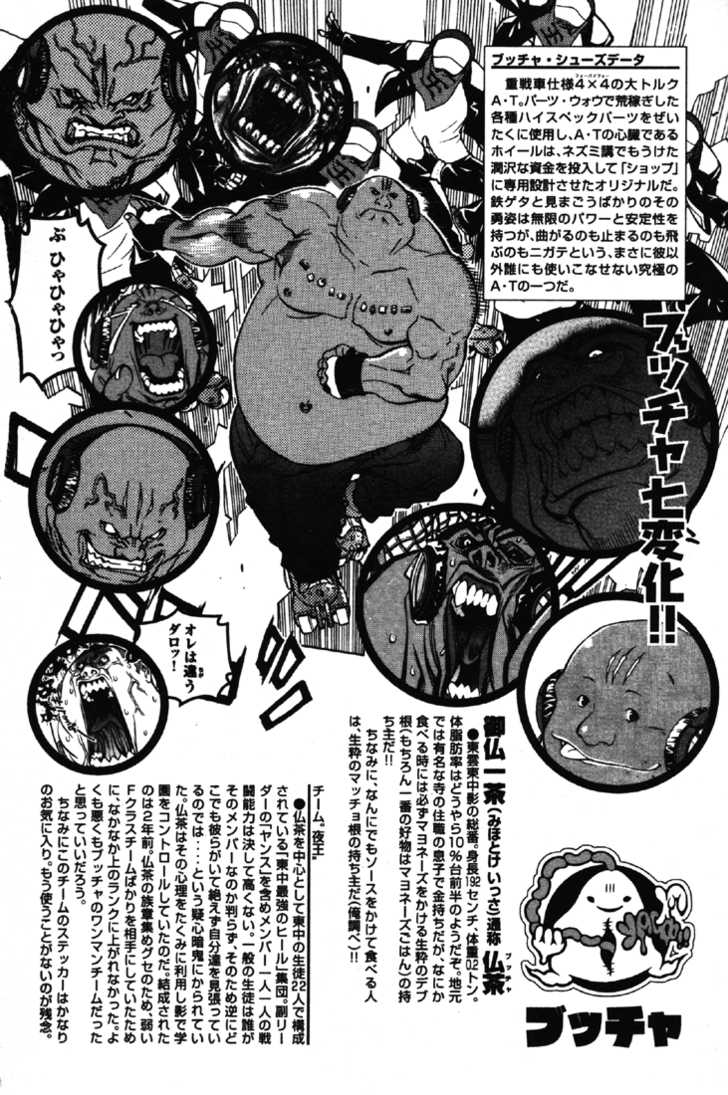 ブッチャ・シューズデータ
重戦車仕様4×4の大トルク
フォーバイフォー
A・T。パーツ・ウォウで荒稼ぎした
各種ハイスペックパーツをぜい
たくに使用し、A・Tの心臓である
ホイールは、ネズミ講でもうけた
潤沢な資金を投入して「ショップ」
に専用設計させたオリジナルだ。
鉄ゲタと見まごうばかりのその
勇姿は無限のパワーと安定性を
持つが、曲がるのも止まるのも飛
ぶのもニガテという、まさに彼以
外誰にも使いこなせない究極の
A・Tの一つだ。
ブッチャ七変化!!
ぶ ひゃひゃひゃっ
オレは違う
ダロッ!
御仏一茶(みほとけ いっさ)通称 仏茶
ブッチャ
●東雲東中影の総番。身長192センチ、体重02トン。
体脂肪率はどうやら10%台前半のようだぞ。地元
では有名な寺の住職の息子で金持ちだが、なにか
食べる時には必ずマヨネーズをかける生粋のデブ
根(もちろん一番の好物はマヨネーズごはん)の持
ち主だ!!
ちなみに、なんにでもソースをかけて食べる人
は、生粋のマッチョ根の持ち主だ(俺調べ)!!
チーム“夜王”
●仏茶を中心として東中の生徒22人で構成
されている「東中最強のヒール」集団。副リー
ダーの「ヤンス」を含めメンバー一人一人の戦
闘能力は決して高くない。一般の生徒は誰が
そのメンバーなのか判らず、そのため逆にど
こでも彼らがいて絶えず自分達を見張ってい
るのでは・・・という疑心暗鬼にかられてい
た。仏茶はその心理をたくみに利用し影で学
園をコントロールしていたのだ。結成された
のは2年前。仏茶の族章集めグセのため、弱い
Fクラスチームばかりを相手にしていたため
に、なかなか上のランクに上がれなかった。よ
くも悪くもブッチャのワンマンチームだった
と思っていいだろう。
ちなみにこのチームのステッカーはかなり
のお気に入り。もう使うことがないのが残念。
ブッチャ